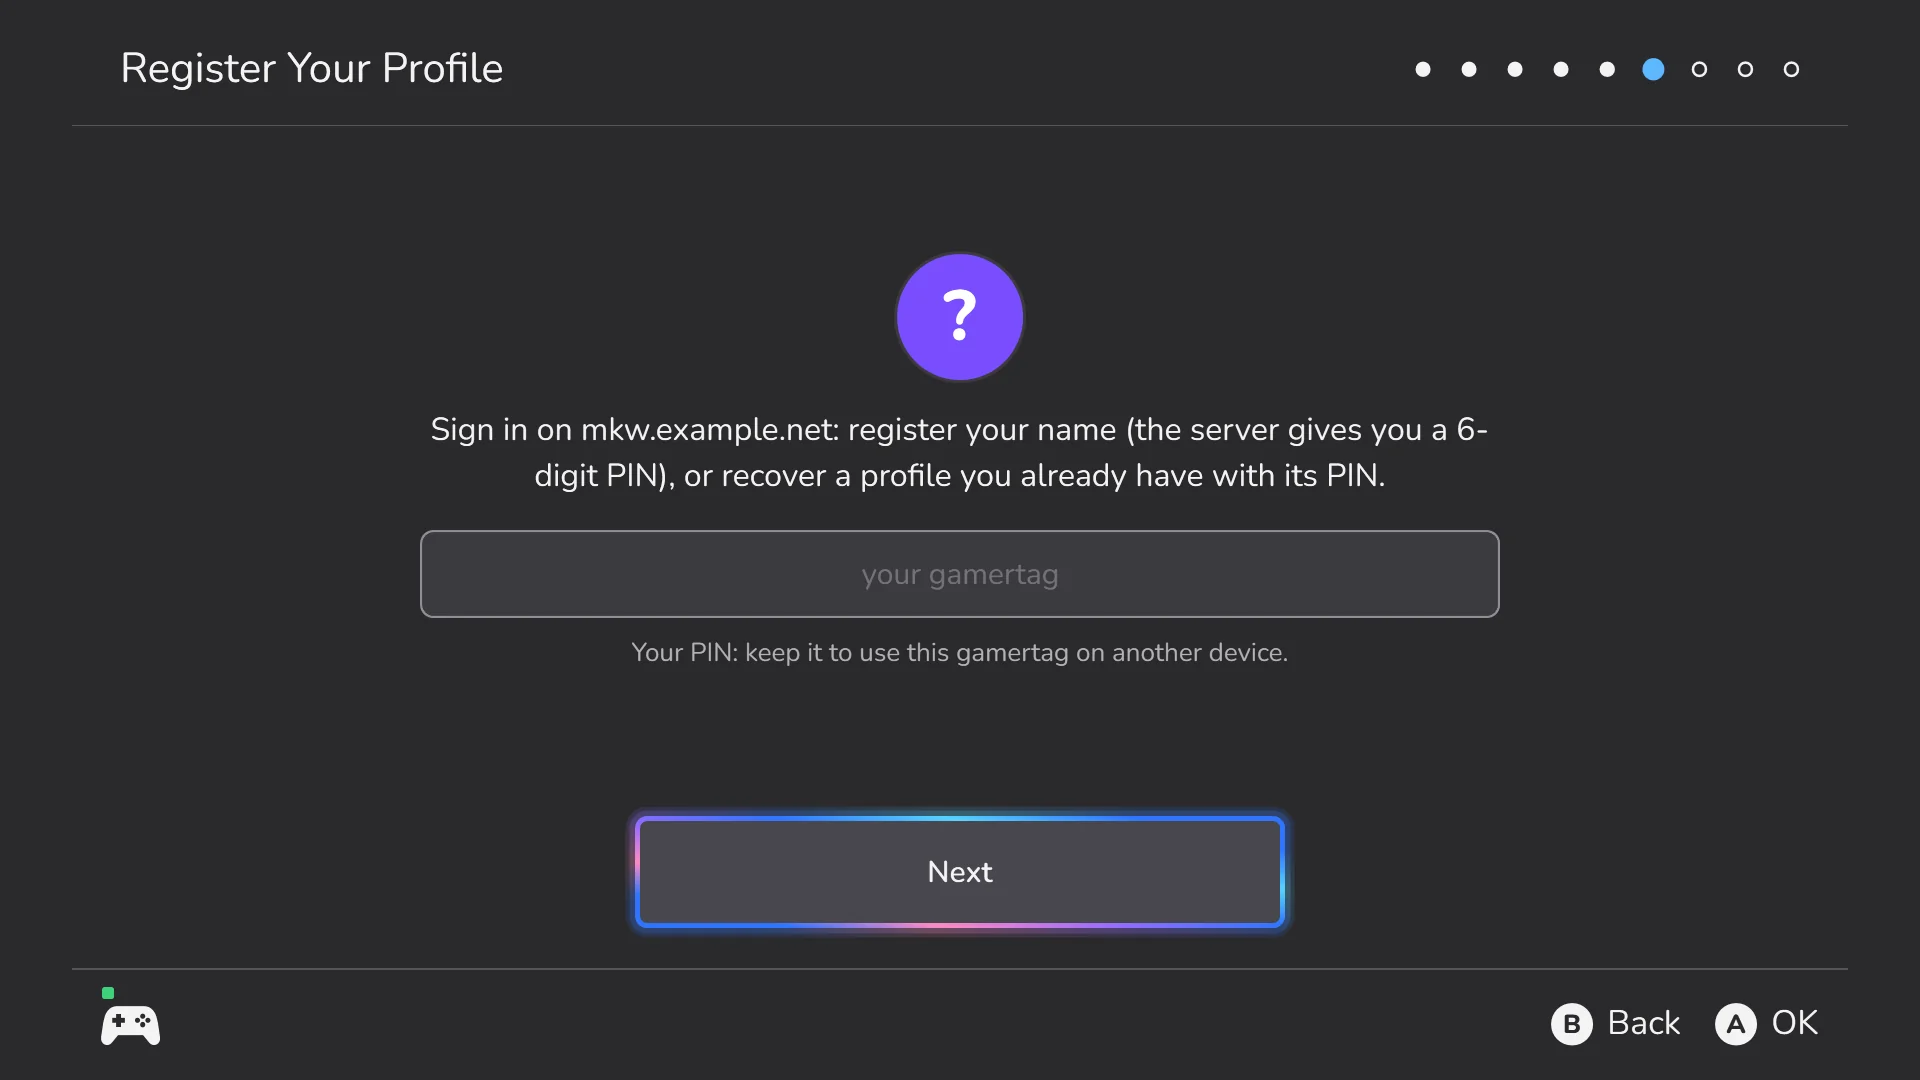 Register Your Profile
?
Sign in on mkw.example.net: register your name (the server gives you a 6-
digit PIN), or recover a profile you already have with its PIN.
your gamertag
Your PIN: keep it to use this gamertag on another device.
Next
B Back A OK